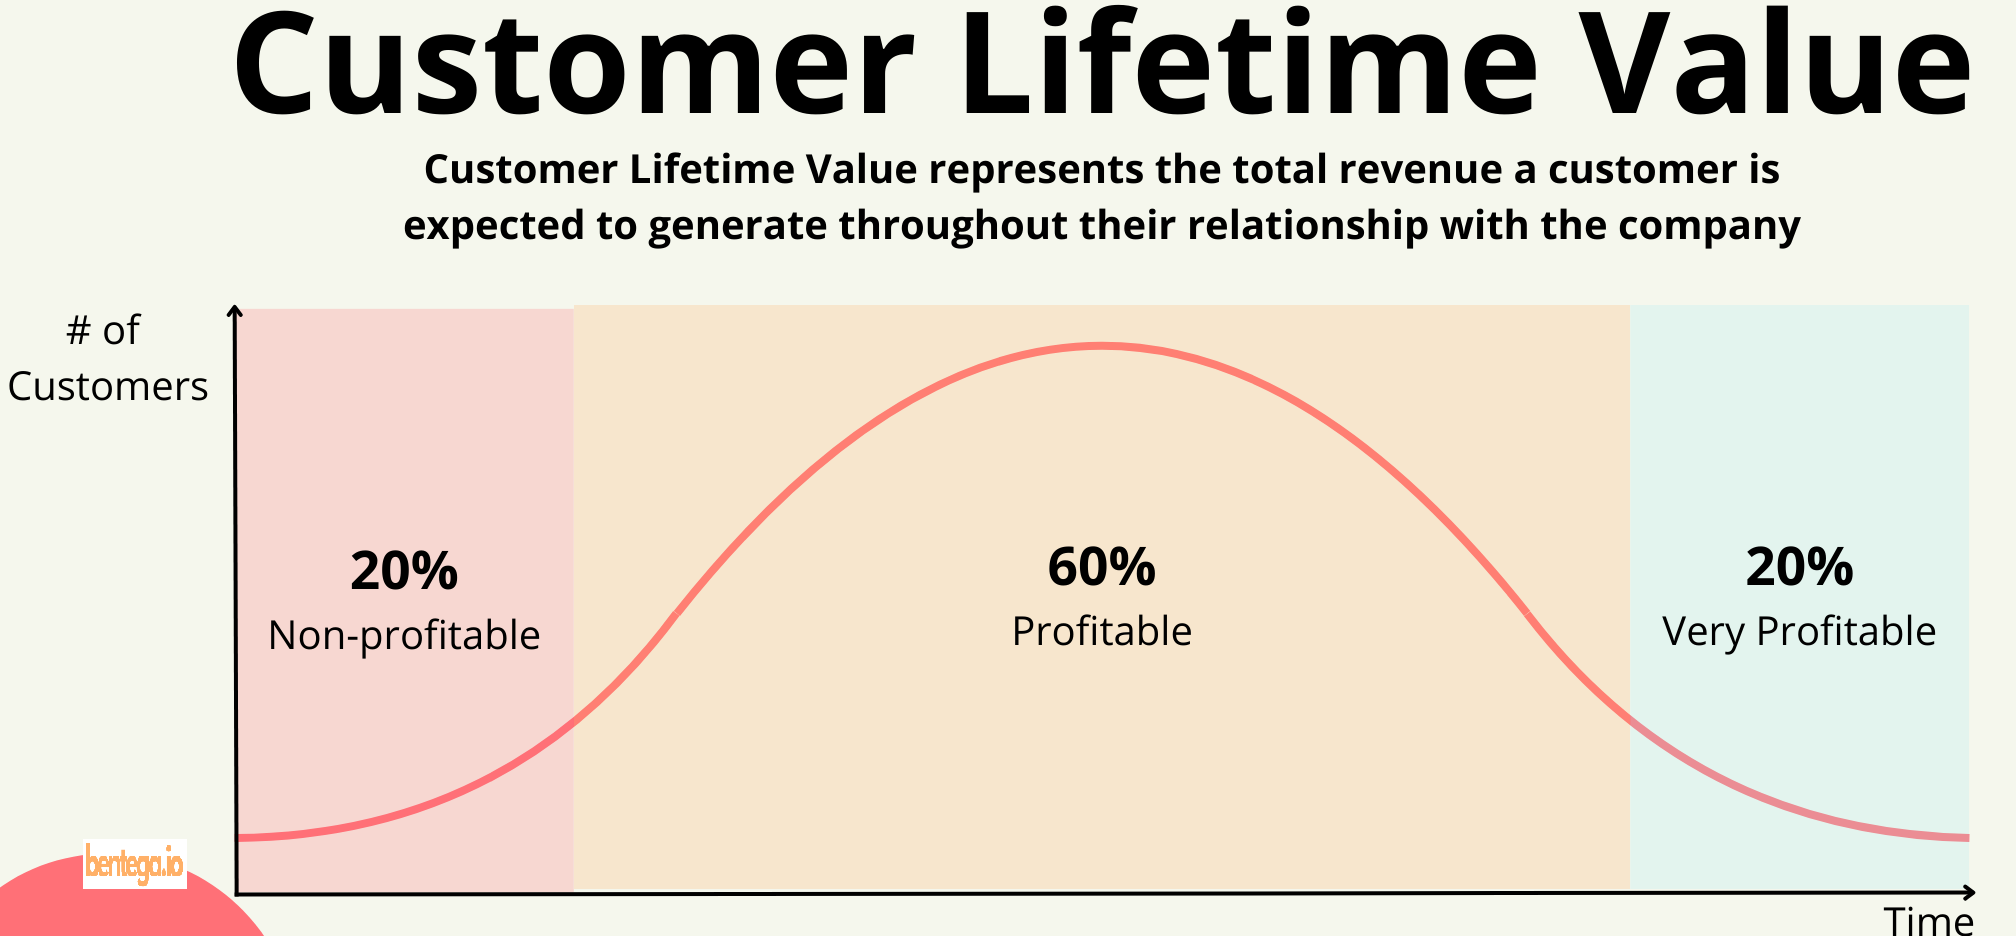 Customer Lifetime Value
Customer Lifetime Value represents the total revenue a customer is
expected to generate throughout their relationship with the company
# of
Customers
20%
Non-profitable
60%
Profitable
20%
Very Profitable
bentega.io
Time